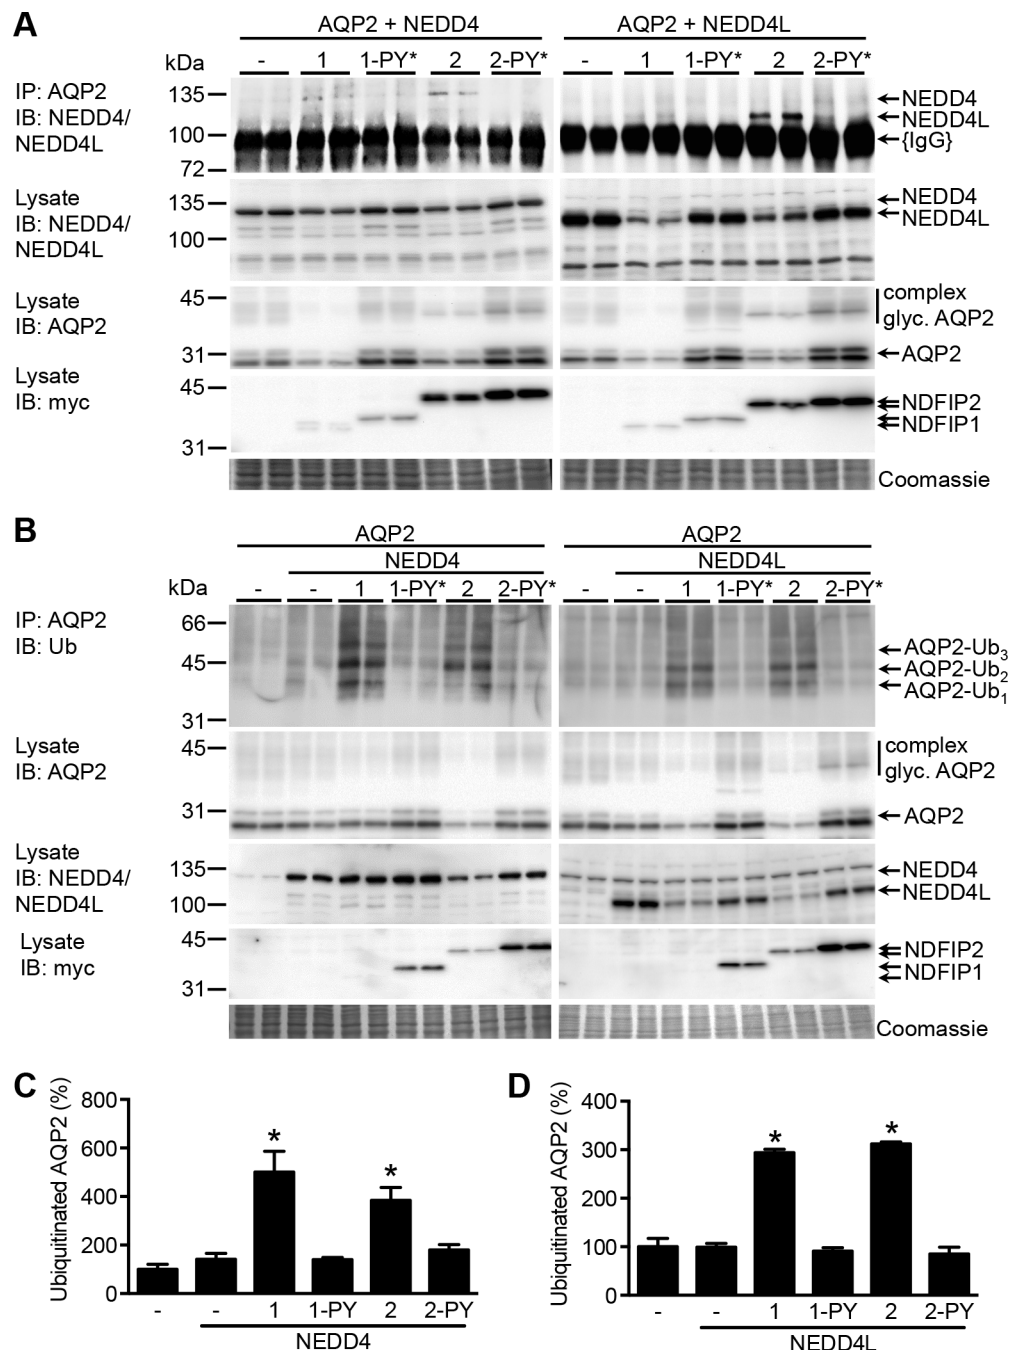 A
AQP2 + NEDD4
AQP2 + NEDD4L
kDa
- 1 1-PY* 2 2-PY*
- 1 1-PY* 2 2-PY*
IP: AQP2
IB: NEDD4/
NEDD4L
135
100
72
NEDD4
NEDD4L
{IgG}
Lysate
IB: NEDD4/
NEDD4L
135
100
NEDD4
NEDD4L
Lysate
IB: AQP2
45
31
complex
glyc. AQP2
AQP2
Lysate
IB: myc
45
31
NDFIP2
NDFIP1
Coomassie
B
AQP2
AQP2
NEDD4
NEDD4L
kDa
- - 1 1-PY* 2 2-PY*
- - 1 1-PY* 2 2-PY*
IP: AQP2
IB: Ub
66
45
31
AQP2-Ub3
AQP2-Ub2
AQP2-Ub1
Lysate
IB: AQP2
45
31
complex
glyc. AQP2
AQP2
Lysate
IB: NEDD4/
NEDD4L
135
100
NEDD4
NEDD4L
Lysate
IB: myc
45
31
NDFIP2
NDFIP1
Coomassie
C
Ubiquitinated AQP2 (%)
800
600
400
200
0
* *
- - 1 1-PY 2 2-PY
NEDD4
D
Ubiquitinated AQP2 (%)
400
300
200
100
0
* *
- - 1 1-PY 2 2-PY
NEDD4L